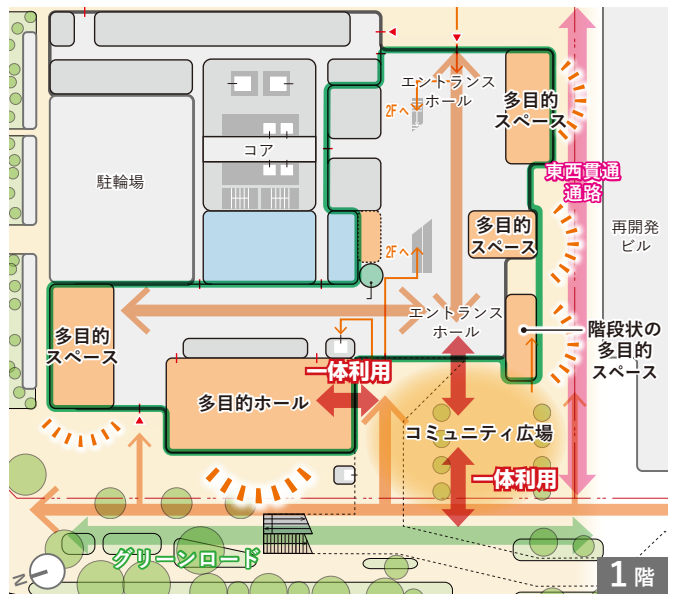 エントランス
ホール
2Fへ
多目的
スペース
コア
駐輪場
東西貫通
通路
再開発
ビル
多目的
スペース
2Fへ
エントランス
ホール
階段状の
多目的
スペース
多目的
スペース
一体利用
多目的ホール
コミュニティ広場
一体利用
グリーンロード
N
1階